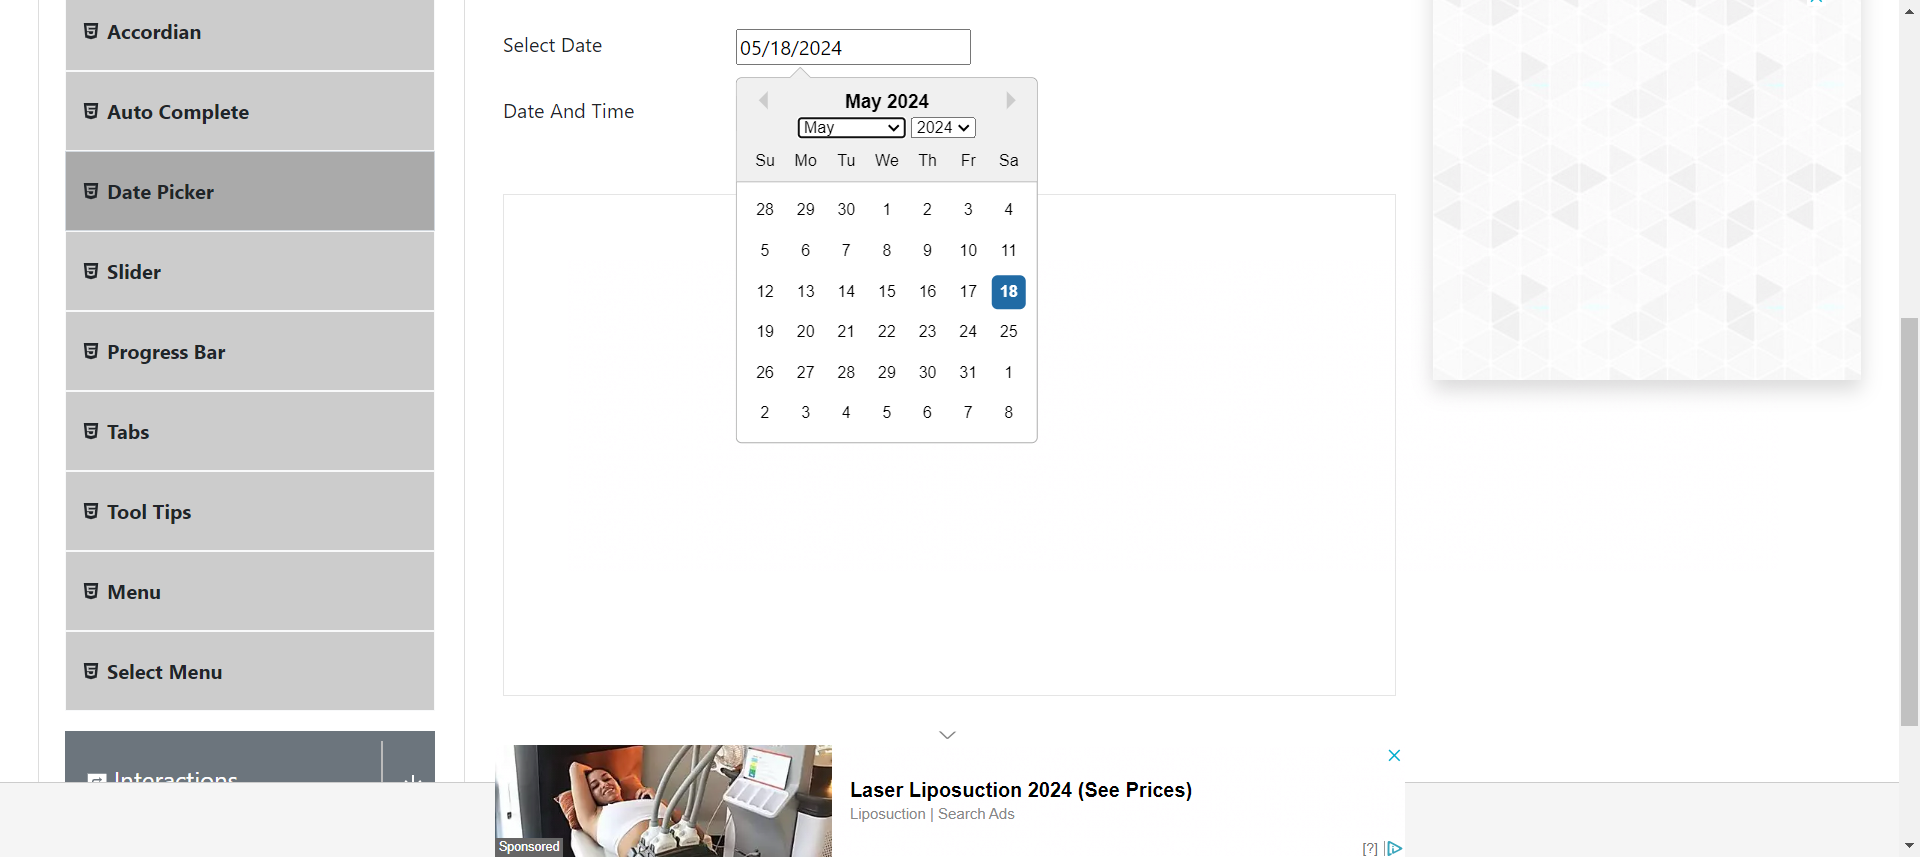 Accordian
Auto Complete
Date Picker
Slider
Progress Bar
Tabs
Tool Tips
Menu
Select Menu
Interactions
Select Date
05/18/2024
Date And Time
May 2024
May 2024
Su Mo Tu We Th Fr Sa
28 29 30 1 2 3 4
5 6 7 8 9 10 11
12 13 14 15 16 17 18
19 20 21 22 23 24 25
26 27 28 29 30 31 1
2 3 4 5 6 7 8
Sponsored
Laser Liposuction 2024 (See Prices)
Liposuction | Search Ads
[?]